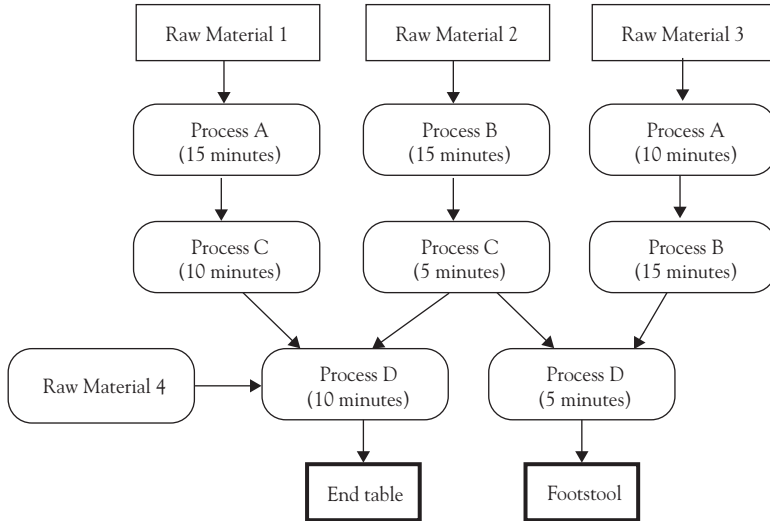 Raw Material 1
Raw Material 2
Raw Material 3
Process A
(15 minutes)
Process B
(15 minutes)
Process A
(10 minutes)
Process C
(10 minutes)
Process C
(5 minutes)
Process B
(15 minutes)
Raw Material 4
Process D
(10 minutes)
Process D
(5 minutes)
End table
Footstool